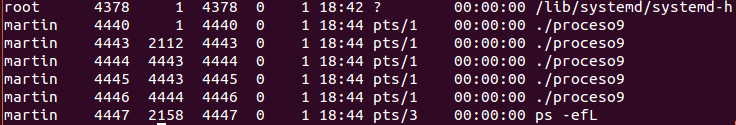 root 4378 1 4378 0 1 18:42 ? 00:00:00 /lib/systemd/systemd-h
martin 4440 1 4440 0 1 18:44 pts/1 00:00:00 ./proceso9
martin 4443 2112 4443 0 1 18:44 pts/1 00:00:00 ./proceso9
martin 4444 4443 4444 0 1 18:44 pts/1 00:00:00 ./proceso9
martin 4445 4443 4445 0 1 18:44 pts/1 00:00:00 ./proceso9
martin 4446 4444 4446 0 1 18:44 pts/1 00:00:00 ./proceso9
martin 4447 2158 4447 0 1 18:44 pts/3 00:00:00 ps -efL